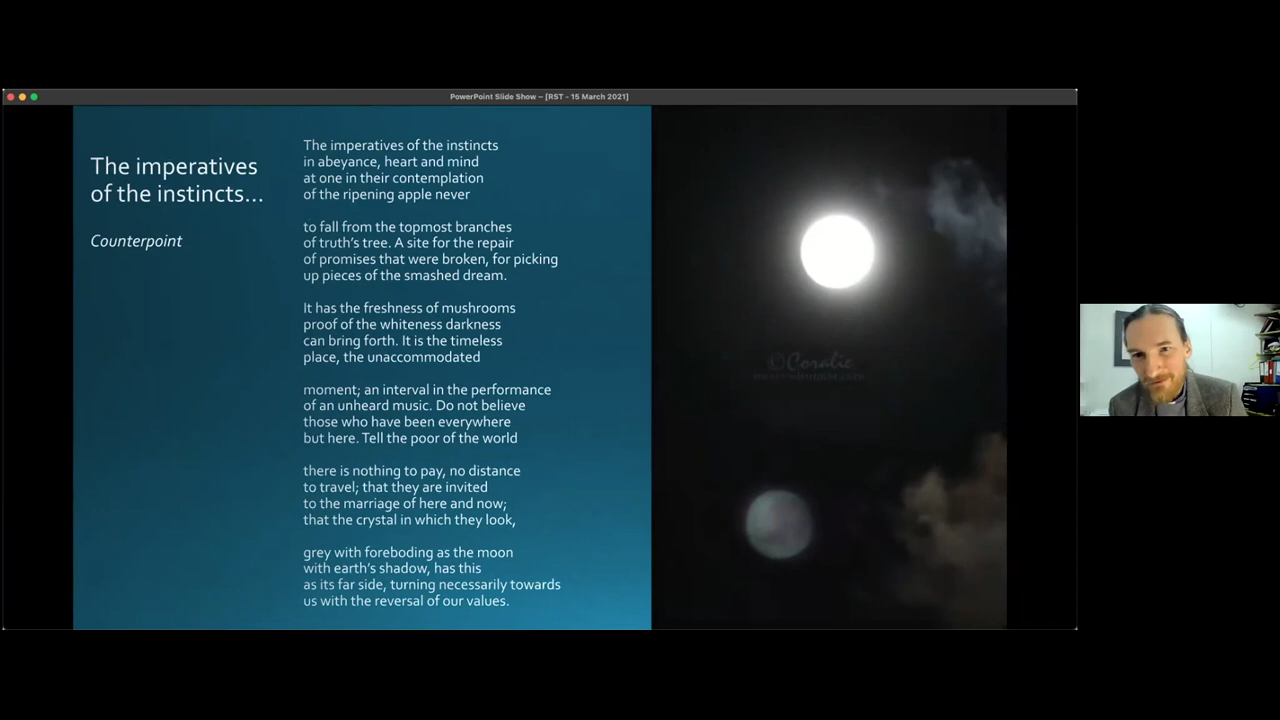 PowerPoint Slide Show – [RST - 15 March 2021]
The imperatives
of the instincts...
Counterpoint
The imperatives of the instincts
in abeyance, heart and mind
at one in their contemplation
of the ripening apple never
to fall from the topmost branches
of truth's tree. A site for the repair
of promises that were broken, for picking
up pieces of the smashed dream.
It has the freshness of mushrooms
proof of the whiteness darkness
can bring forth. It is the timeless
place, the unaccommodated
moment; an interval in the performance
of an unheard music. Do not believe
those who have been everywhere
but here. Tell the poor of the world
there is nothing to pay, no distance
to travel; that they are invited
to the marriage of here and now;
that the crystal in which they look,
grey with foreboding as the moon
with earth's shadow, has this
as its far side, turning necessarily towards
us with the reversal of our values.
©Coralie